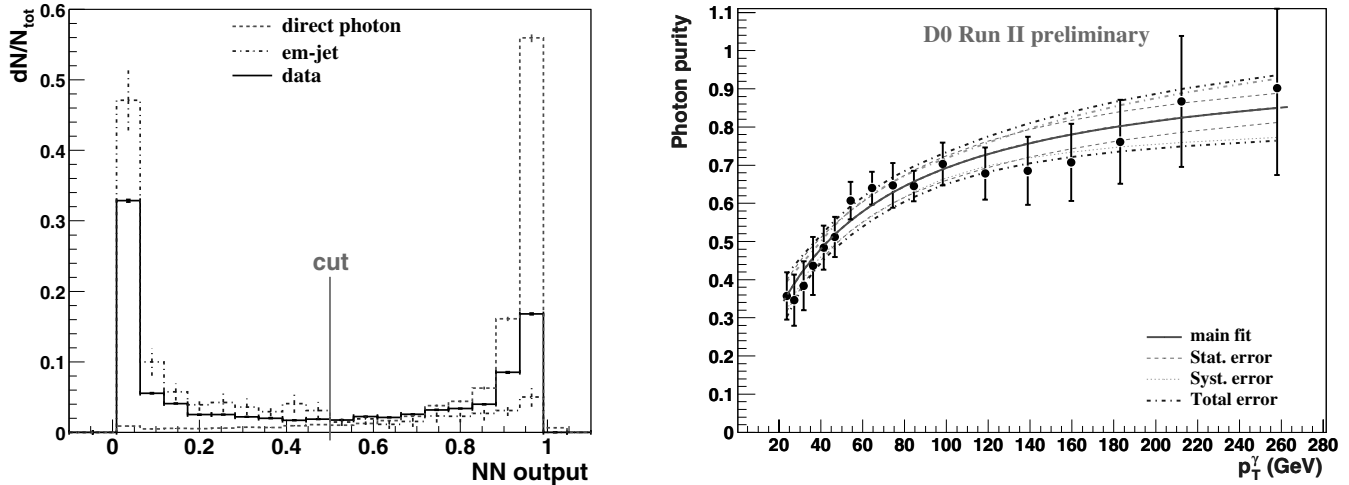 dN/N_tot
0.6
0.5
0.4
0.3
0.2
0.1
0
direct photon
em-jet
data
cut
0 0.2 0.4 0.6 0.8 1
NN output
Photon purity
1.1
1
0.9
0.8
0.7
0.6
0.5
0.4
0.3
0.2
0.1
0
D0 Run II preliminary
main fit
Stat. error
Syst. error
Total error
20 40 60 80 100 120 140 160 180 200 220 240 260 280
p_T^γ (GeV)